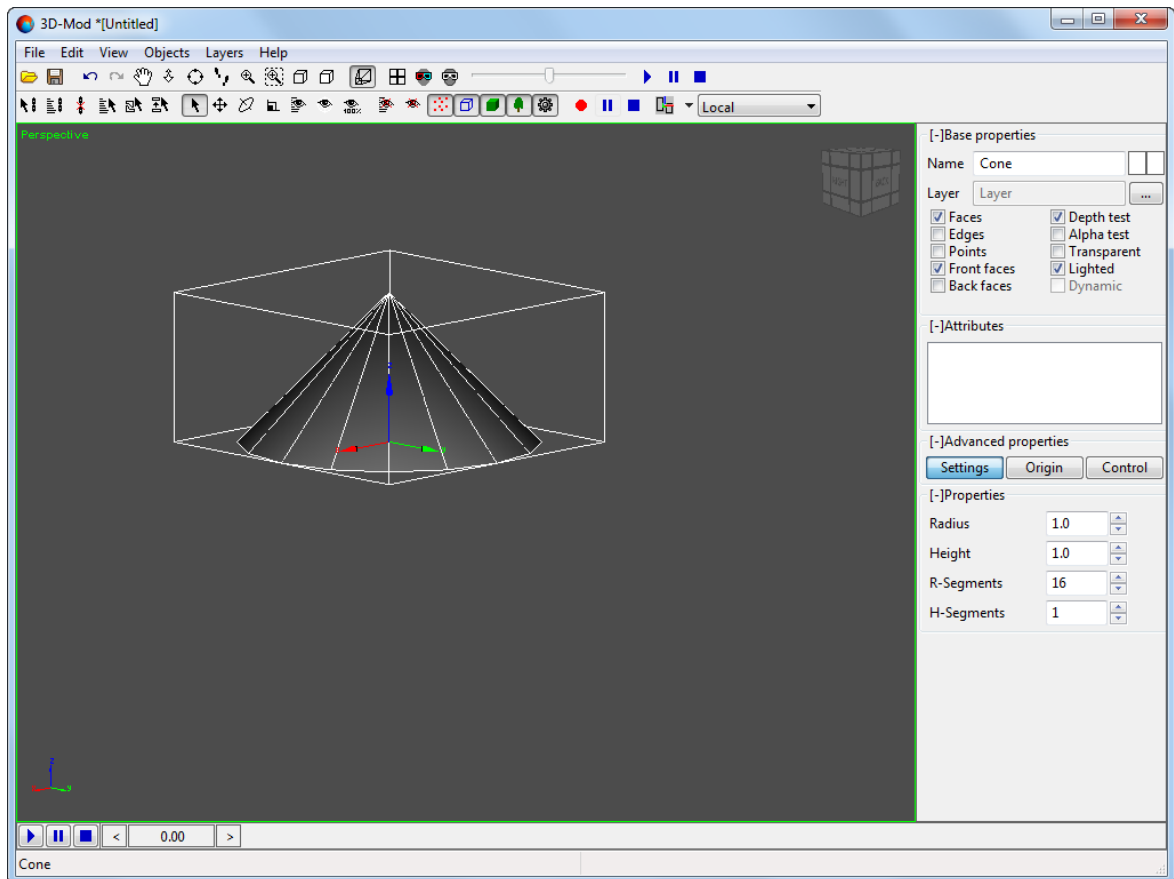 3D-Mod *[Untitled]
File Edit View Objects Layers Help
100%
Local
Perspective
[-]Base properties
Name Cone
Layer Layer ...
Faces Depth test
Edges Alpha test
Points Transparent
Front faces Lighted
Back faces Dynamic
[-]Attributes
[-]Advanced properties
Settings Origin Control
[-]Properties
Radius 1.0
Height 1.0
R-Segments 16
H-Segments 1
< 0.00 >
Cone